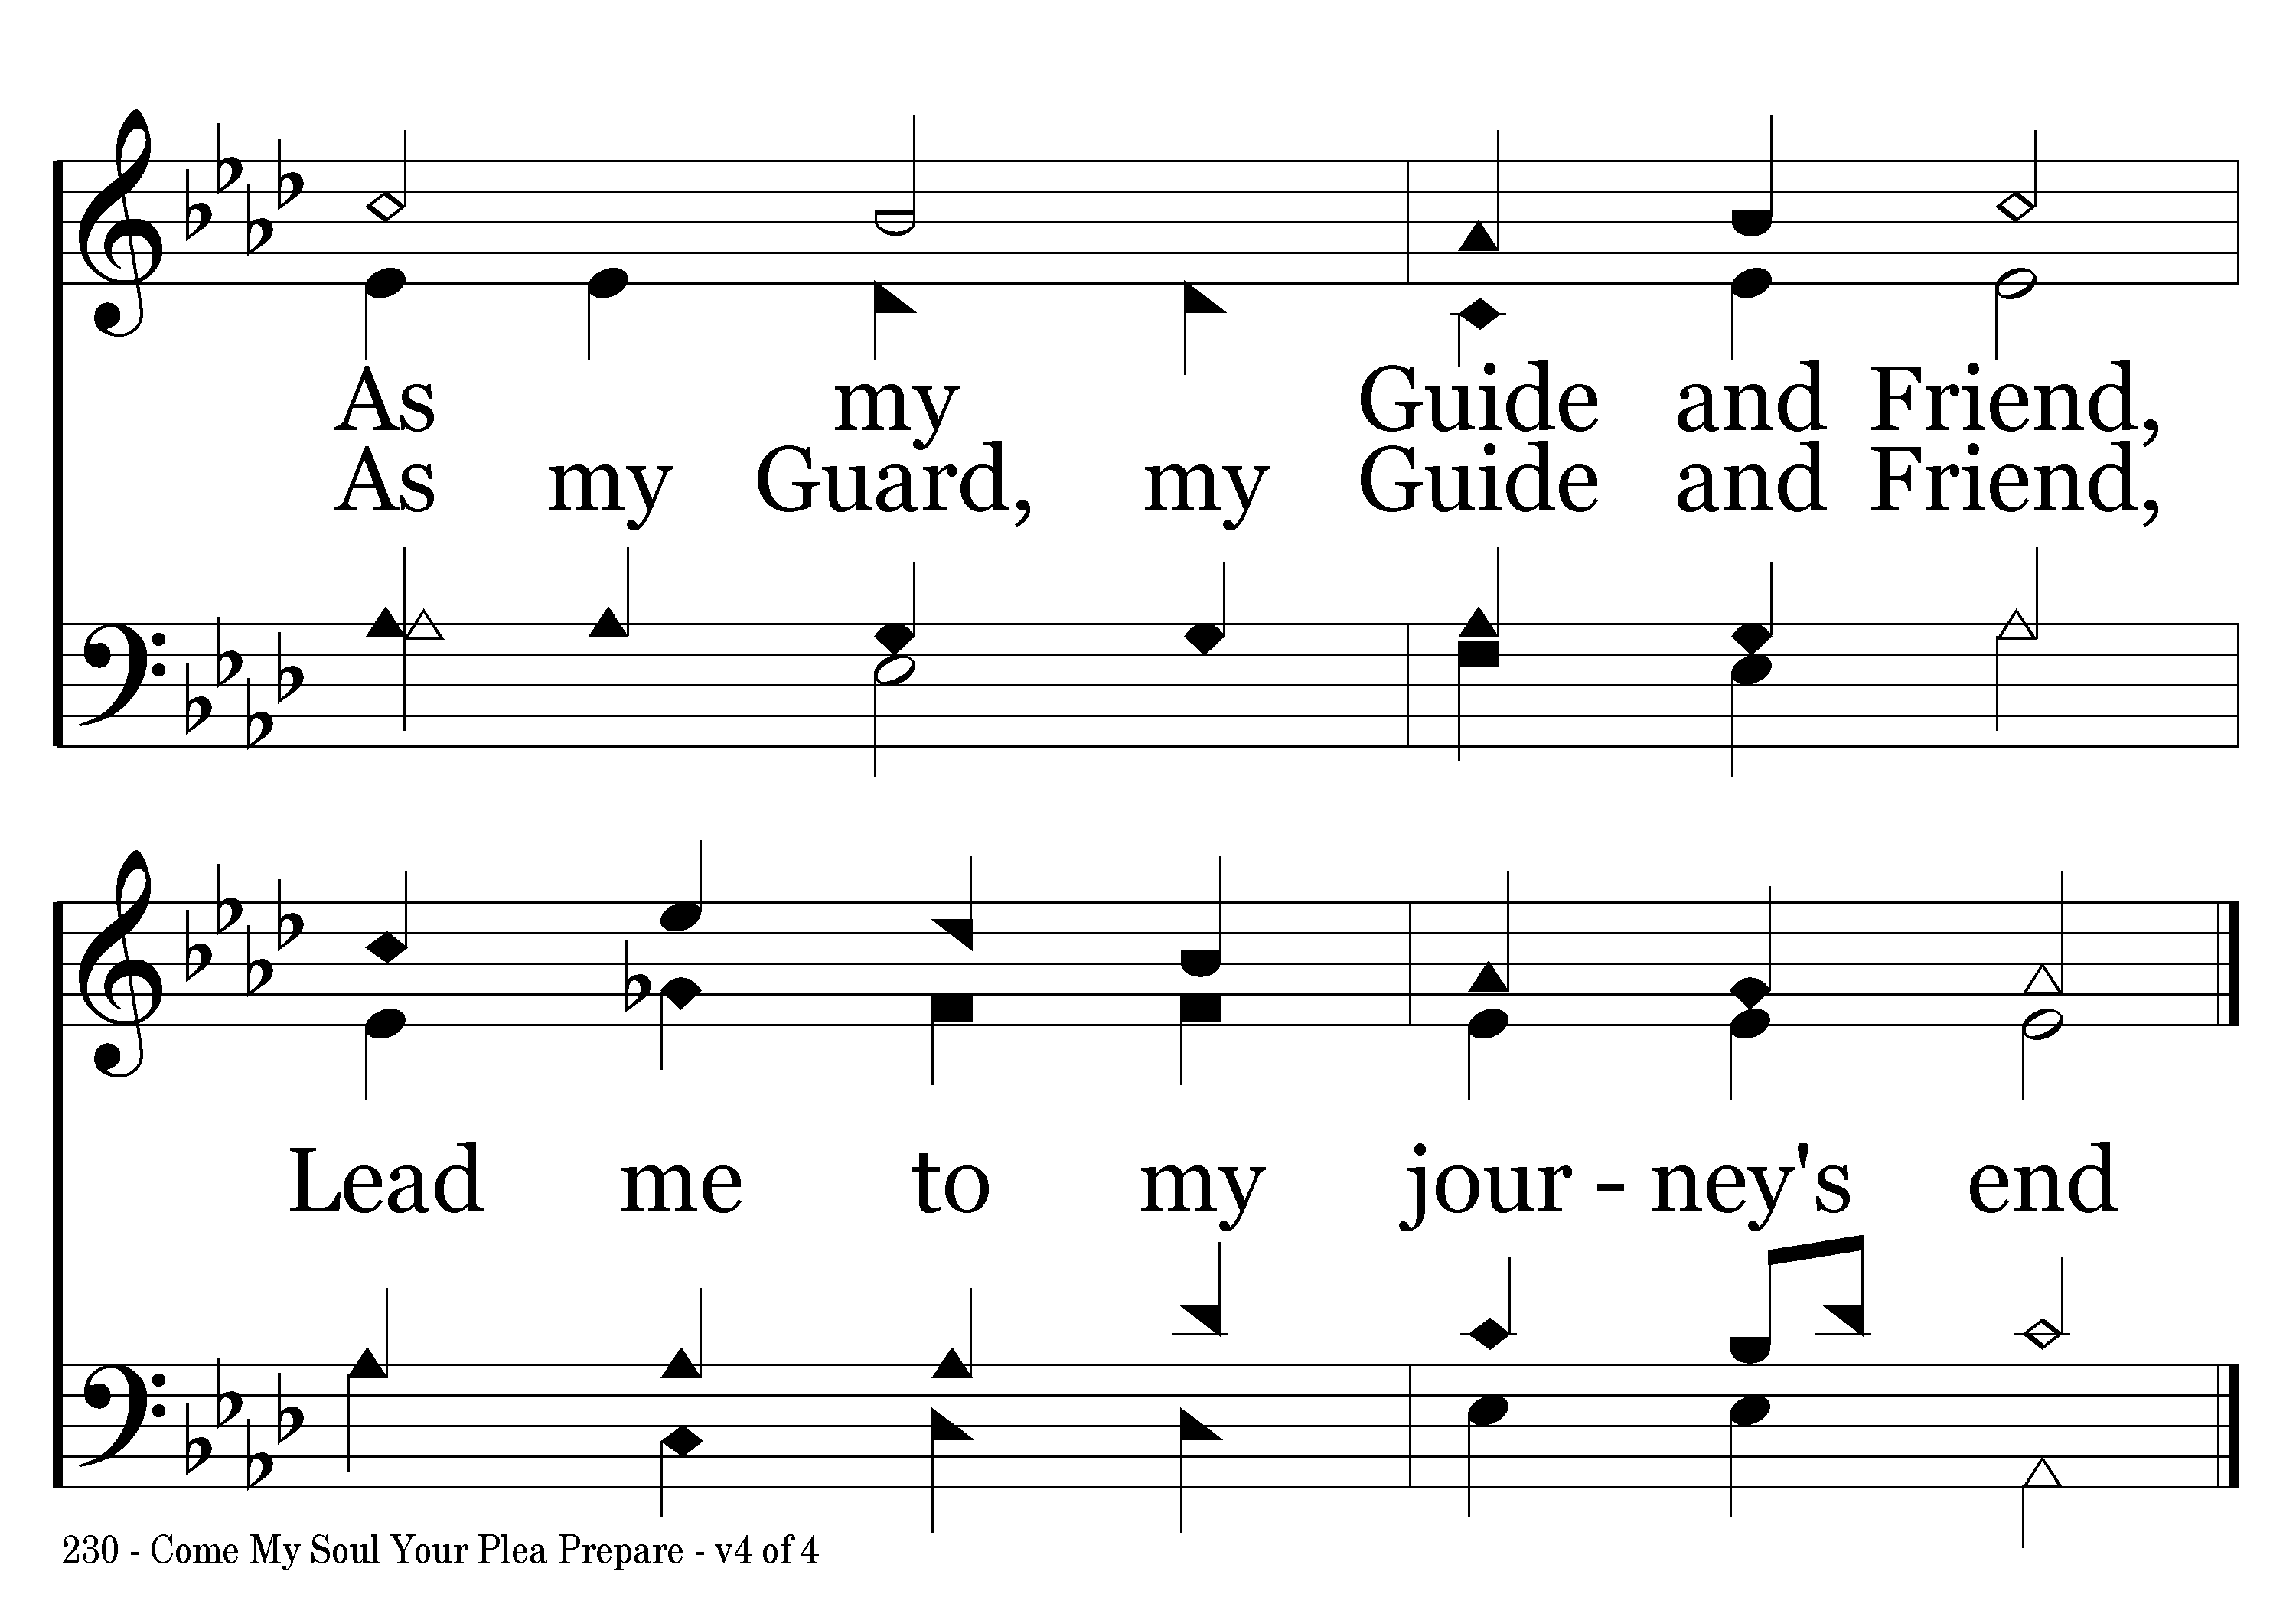 As my Guide and Friend,
As my Guard, my Guide and Friend,
Lead me to my jour - ney's end
230 - Come My Soul Your Plea Prepare - v4 of 4